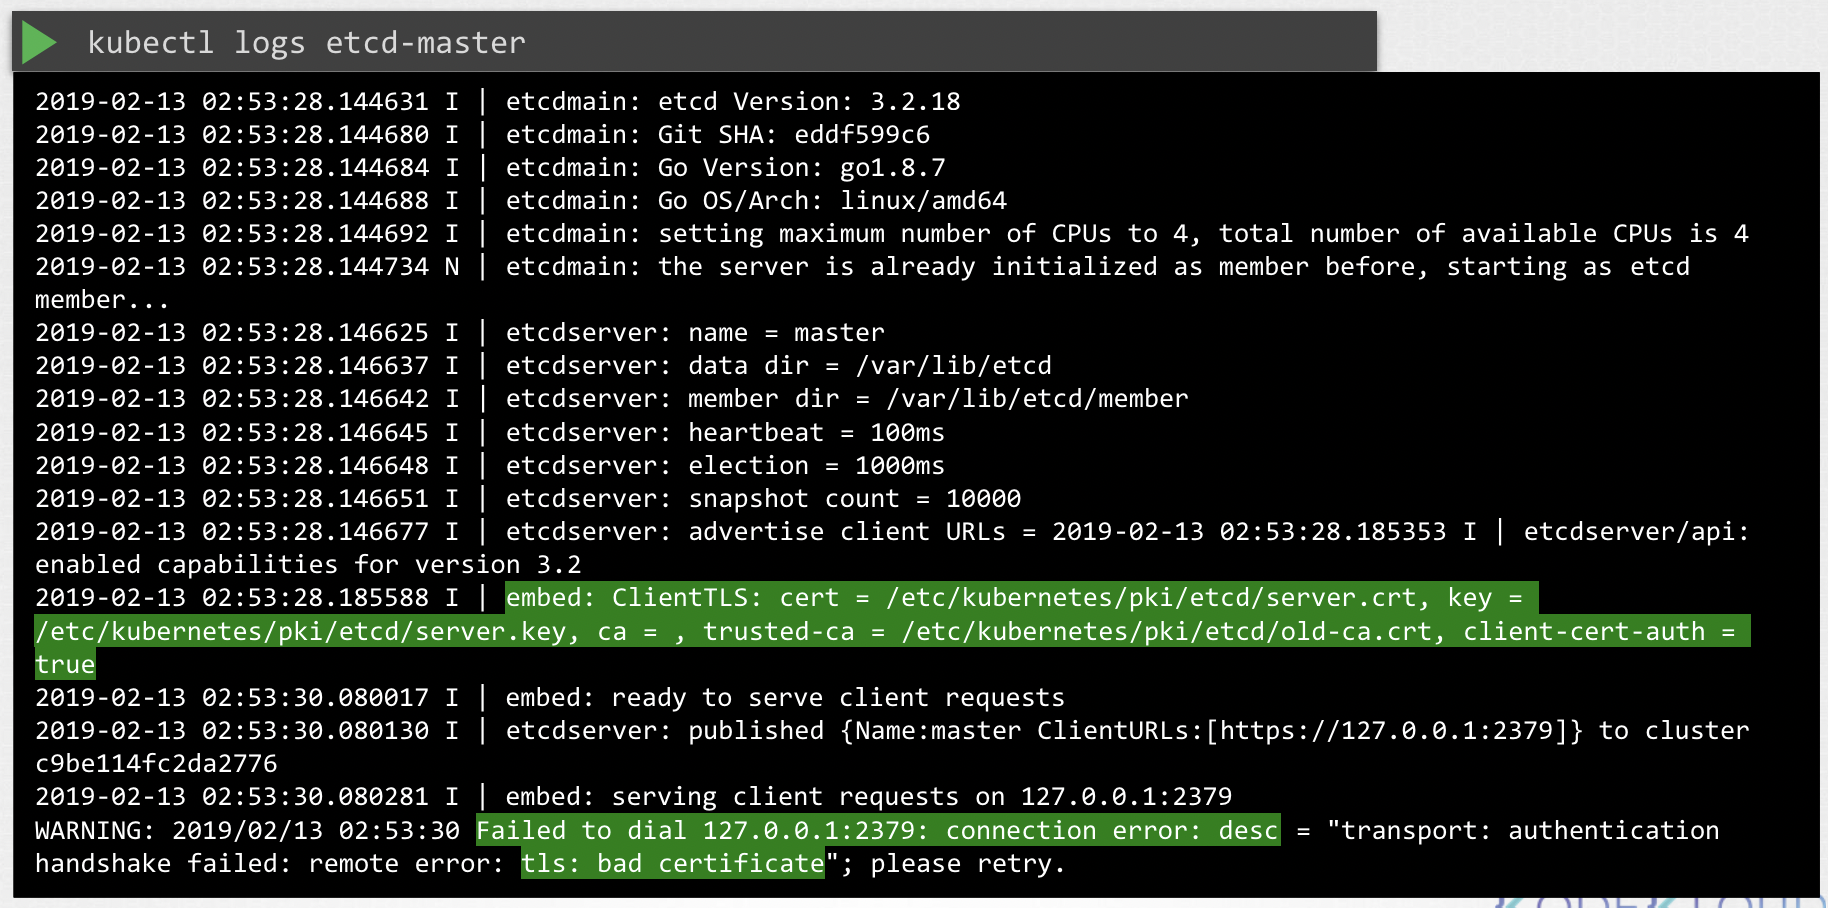 kubectl logs etcd-master
2019-02-13 02:53:28.144631 I | etcdmain: etcd Version: 3.2.18
2019-02-13 02:53:28.144680 I | etcdmain: Git SHA: eddf599c6
2019-02-13 02:53:28.144684 I | etcdmain: Go Version: go1.8.7
2019-02-13 02:53:28.144688 I | etcdmain: Go OS/Arch: linux/amd64
2019-02-13 02:53:28.144692 I | etcdmain: setting maximum number of CPUs to 4, total number of available CPUs is 4
2019-02-13 02:53:28.144734 N | etcdmain: the server is already initialized as member before, starting as etcd
member...
2019-02-13 02:53:28.146625 I | etcdserver: name = master
2019-02-13 02:53:28.146637 I | etcdserver: data dir = /var/lib/etcd
2019-02-13 02:53:28.146642 I | etcdserver: member dir = /var/lib/etcd/member
2019-02-13 02:53:28.146645 I | etcdserver: heartbeat = 100ms
2019-02-13 02:53:28.146648 I | etcdserver: election = 1000ms
2019-02-13 02:53:28.146651 I | etcdserver: snapshot count = 10000
2019-02-13 02:53:28.146677 I | etcdserver: advertise client URLs = 2019-02-13 02:53:28.185353 I | etcdserver/api:
enabled capabilities for version 3.2
2019-02-13 02:53:28.185588 I | embed: ClientTLS: cert = /etc/kubernetes/pki/etcd/server.crt, key =
/etc/kubernetes/pki/etcd/server.key, ca = , trusted-ca = /etc/kubernetes/pki/etcd/old-ca.crt, client-cert-auth =
true
2019-02-13 02:53:30.080017 I | embed: ready to serve client requests
2019-02-13 02:53:30.080130 I | etcdserver: published {Name:master ClientURLs:[https://127.0.0.1:2379]} to cluster
c9be114fc2da2776
2019-02-13 02:53:30.080281 I | embed: serving client requests on 127.0.0.1:2379
WARNING: 2019/02/13 02:53:30 Failed to dial 127.0.0.1:2379: connection error: desc = "transport: authentication
handshake failed: remote error: tls: bad certificate"; please retry.